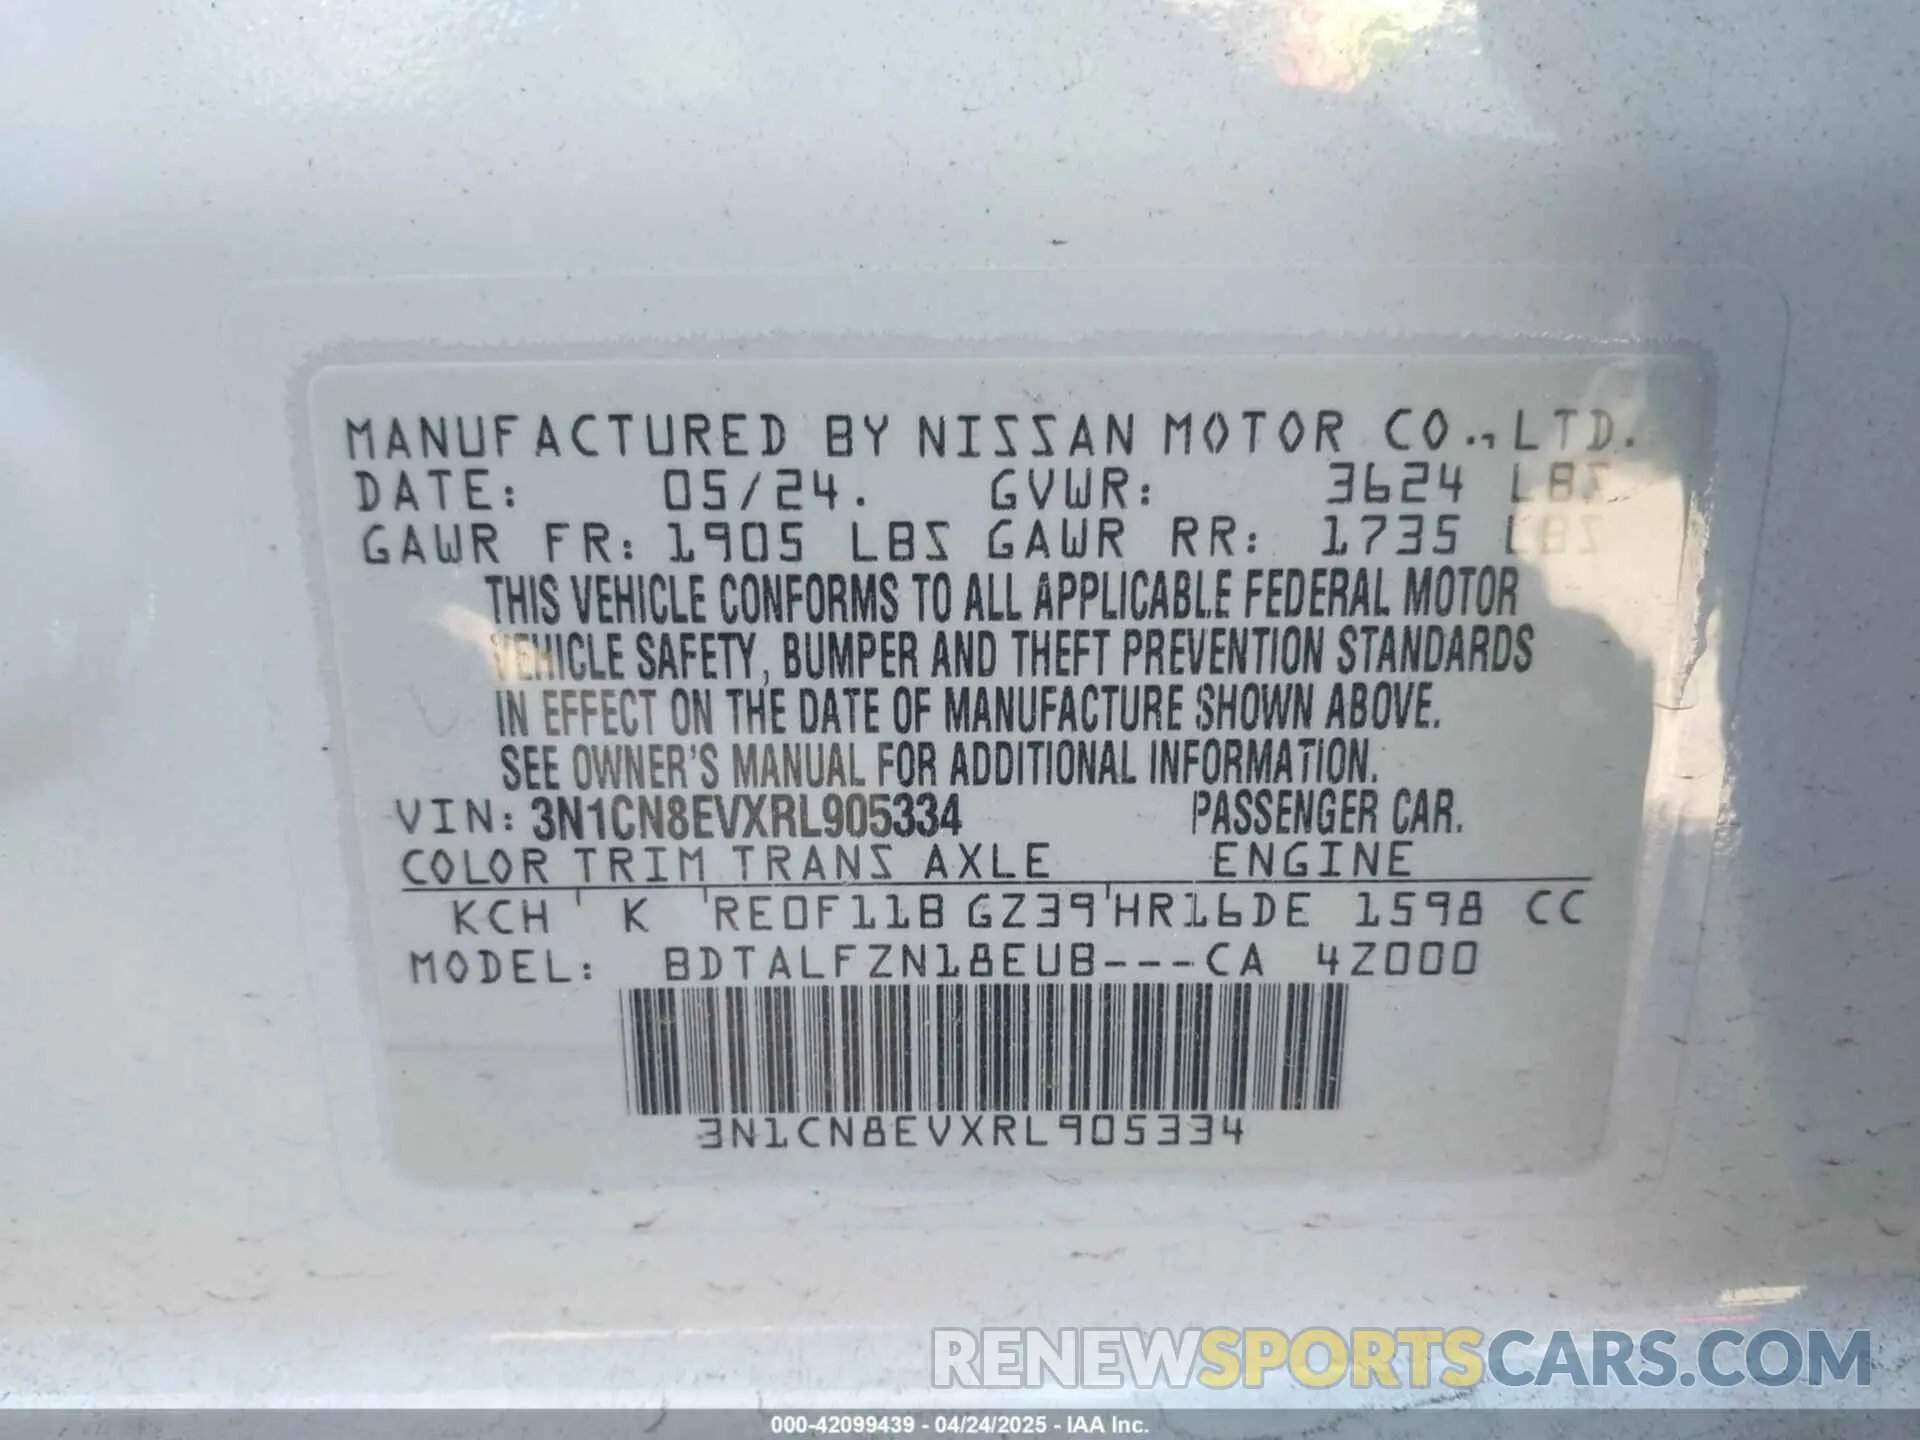 MANUFACTURED BY NISSAN MOTOR CO., LTD.
DATE: 05/24. GVWR: 3624 LBS
GAWR FR: 1905 LBS GAWR RR: 1735 LBS
THIS VEHICLE CONFORMS TO ALL APPLICABLE FEDERAL MOTOR
VEHICLE SAFETY, BUMPER AND THEFT PREVENTION STANDARDS
IN EFFECT ON THE DATE OF MANUFACTURE SHOWN ABOVE.
SEE OWNER'S MANUAL FOR ADDITIONAL INFORMATION.
VIN: 3N1CN8EVXRL905334 PASSENGER CAR.
COLOR TRIM TRANS AXLE ENGINE
KCH K RE0F11B GZ39 HR16DE 1598 CC
MODEL: BDTALFZN18EUB---CA 4Z000
3N1CN8EVXRL905334
RENEWSPORTSCARS.COM
000-42099439 - 04/24/2025 - IAA Inc.